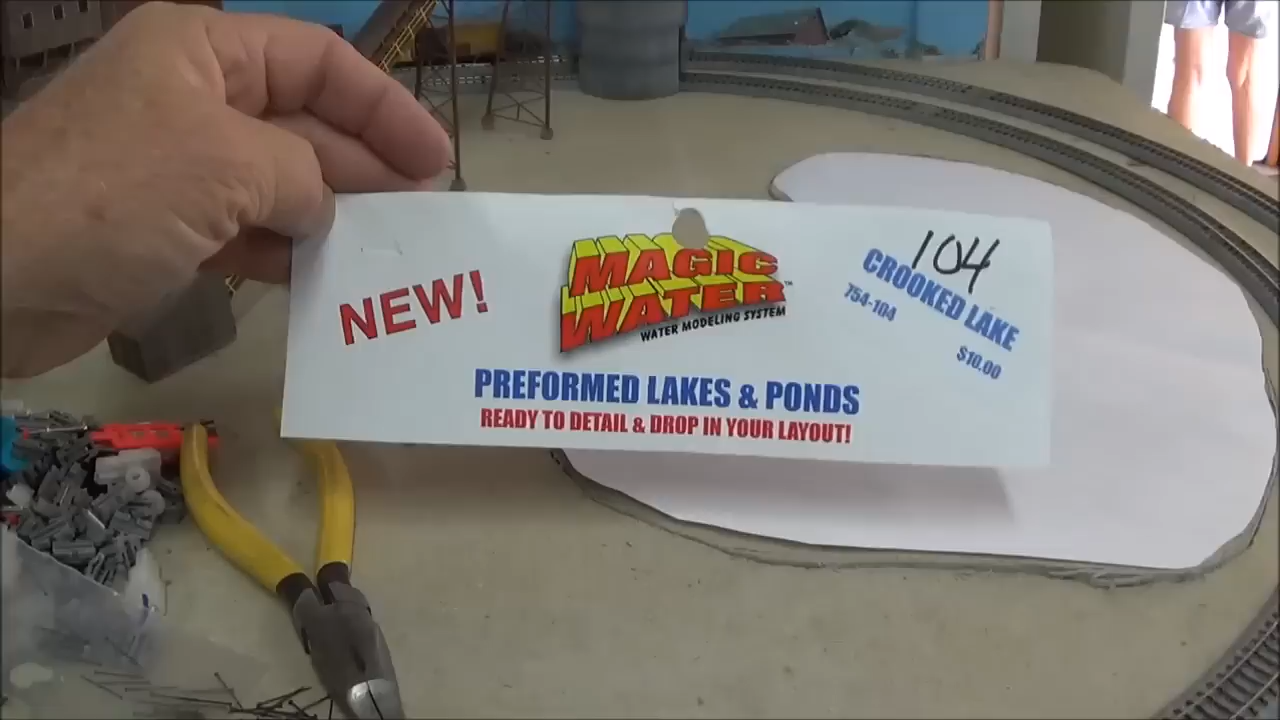 NEW!
MAGIC
WATER™
WATER MODELING SYSTEM
104
CROOKED LAKE
754-104
$10.00
PREFORMED LAKES & PONDS
READY TO DETAIL & DROP IN YOUR LAYOUT!